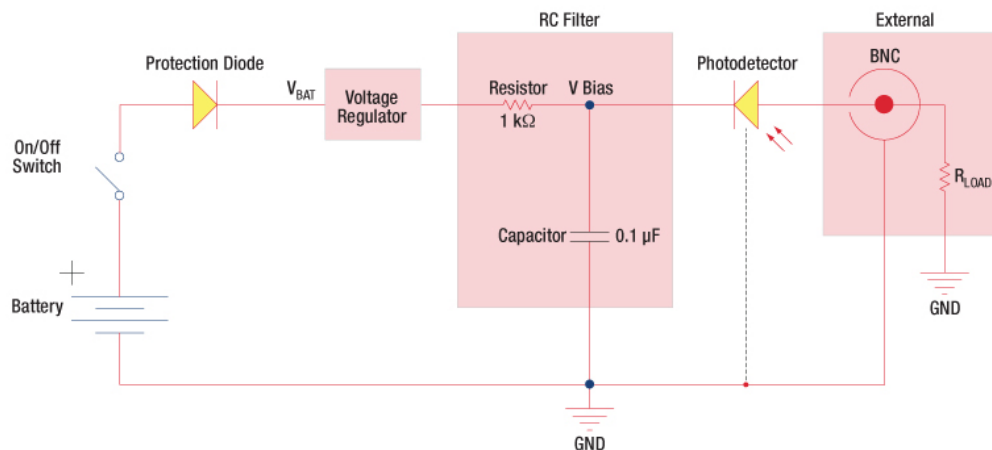 RC Filter
External
Protection Diode
Photodetector
BNC
V_BAT
Voltage
Regulator
Resistor
1 kΩ
V Bias
On/Off
Switch
R_LOAD
Capacitor
0.1 µF
+
Battery
GND
GND